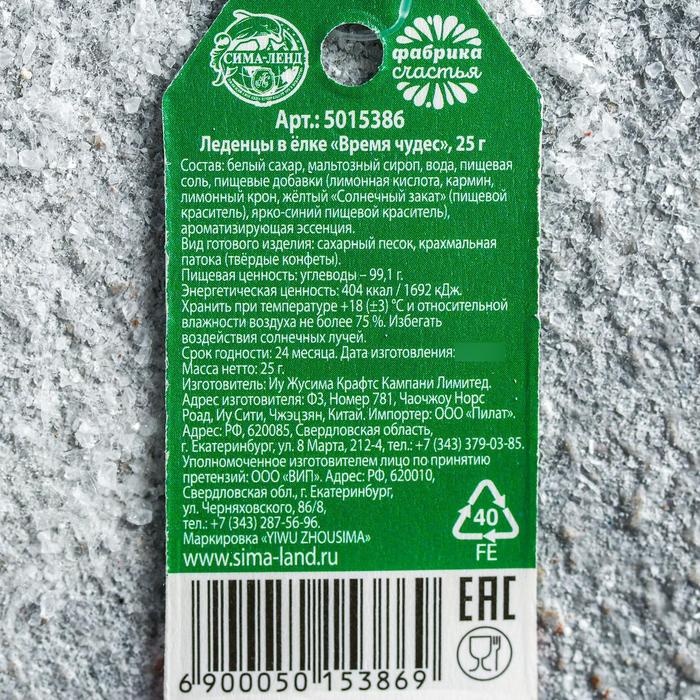 СИМА-ЛЕНД
фабрика
счастья
Арт.: 5015386
Леденцы в ёлке «Время чудес», 25 г
Состав: белый сахар, мальтозный сироп, вода, пищевая
соль, пищевые добавки (лимонная кислота, кармин,
лимонный крон, жёлтый «Солнечный закат» (пищевой
краситель), ярко-синий пищевой краситель),
ароматизирующая эссенция.
Вид готового изделия: сахарный песок, крахмальная
патока (твёрдые конфеты).
Пищевая ценность: углеводы – 99,1 г.
Энергетическая ценность: 404 ккал / 1692 кДж.
Хранить при температуре +18 (±3) °С и относительной
влажности воздуха не более 75 %. Избегать
воздействия солнечных лучей.
Срок годности: 24 месяца. Дата изготовления:
Масса нетто: 25 г.
Изготовитель: Иу Жусима Крафтс Кампани Лимитед.
Адрес изготовителя: Ф3, Номер 781, Чаочжоу Норс
Роад, Иу Сити, Чжэцзян, Китай. Импортер: ООО «Пилат».
Адрес: РФ, 620085, Свердловская область,
г. Екатеринбург, ул. 8 Марта, 212-4, тел.: +7 (343) 379-03-85.
Уполномоченное изготовителем лицо по принятию
претензий: ООО «ВИП». Адрес: РФ, 620010,
Свердловская обл., г. Екатеринбург,
ул. Черняховского, 86/8,
тел.: +7 (343) 287-56-96.
Маркировка «YIWU ZHOUSIMA»
www.sima-land.ru
40
FE
EAC
6 900050 153869